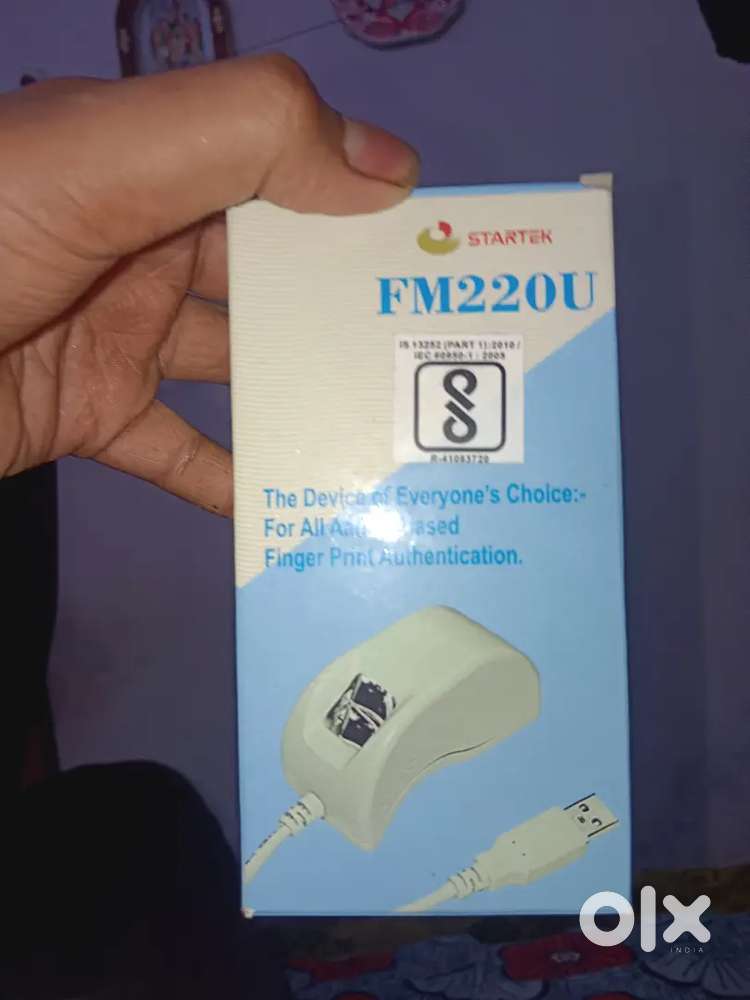 STARTEK
FM220U
IS 13252 (PART 1):2010 /
IEC 60950-1 : 2005
R-41083720
The Device of Everyone's Choice:-
For All
Finger Print Authentication.
olx
INDIA